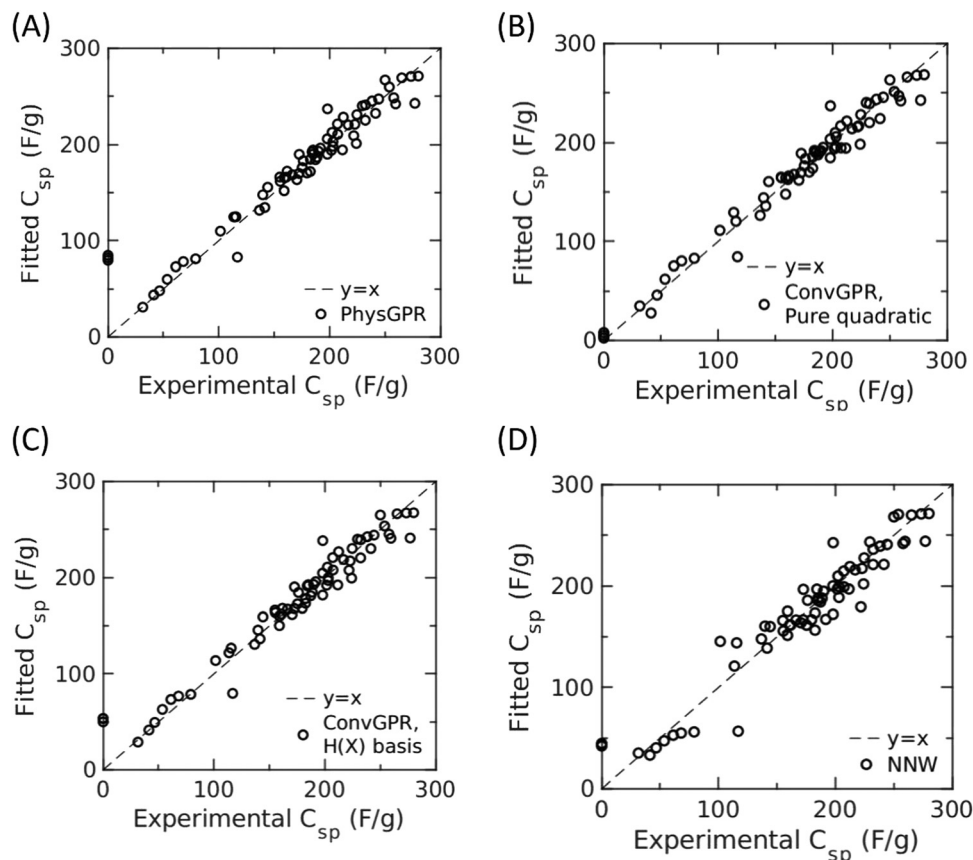 (A)
300
200
100
0
Fitted C_sp (F/g)
y=x
PhysGPR
0 100 200 300
Experimental C_sp (F/g)
(B)
300
200
100
0
Fitted C_sp (F/g)
y=x
ConvGPR,
Pure quadratic
0 100 200 300
Experimental C_sp (F/g)
(C)
300
200
100
0
Fitted C_sp (F/g)
y=x
ConvGPR,
H(X) basis
0 100 200 300
Experimental C_sp (F/g)
(D)
300
200
100
0
Fitted C_sp (F/g)
y=x
NNW
0 100 200 300
Experimental C_sp (F/g)